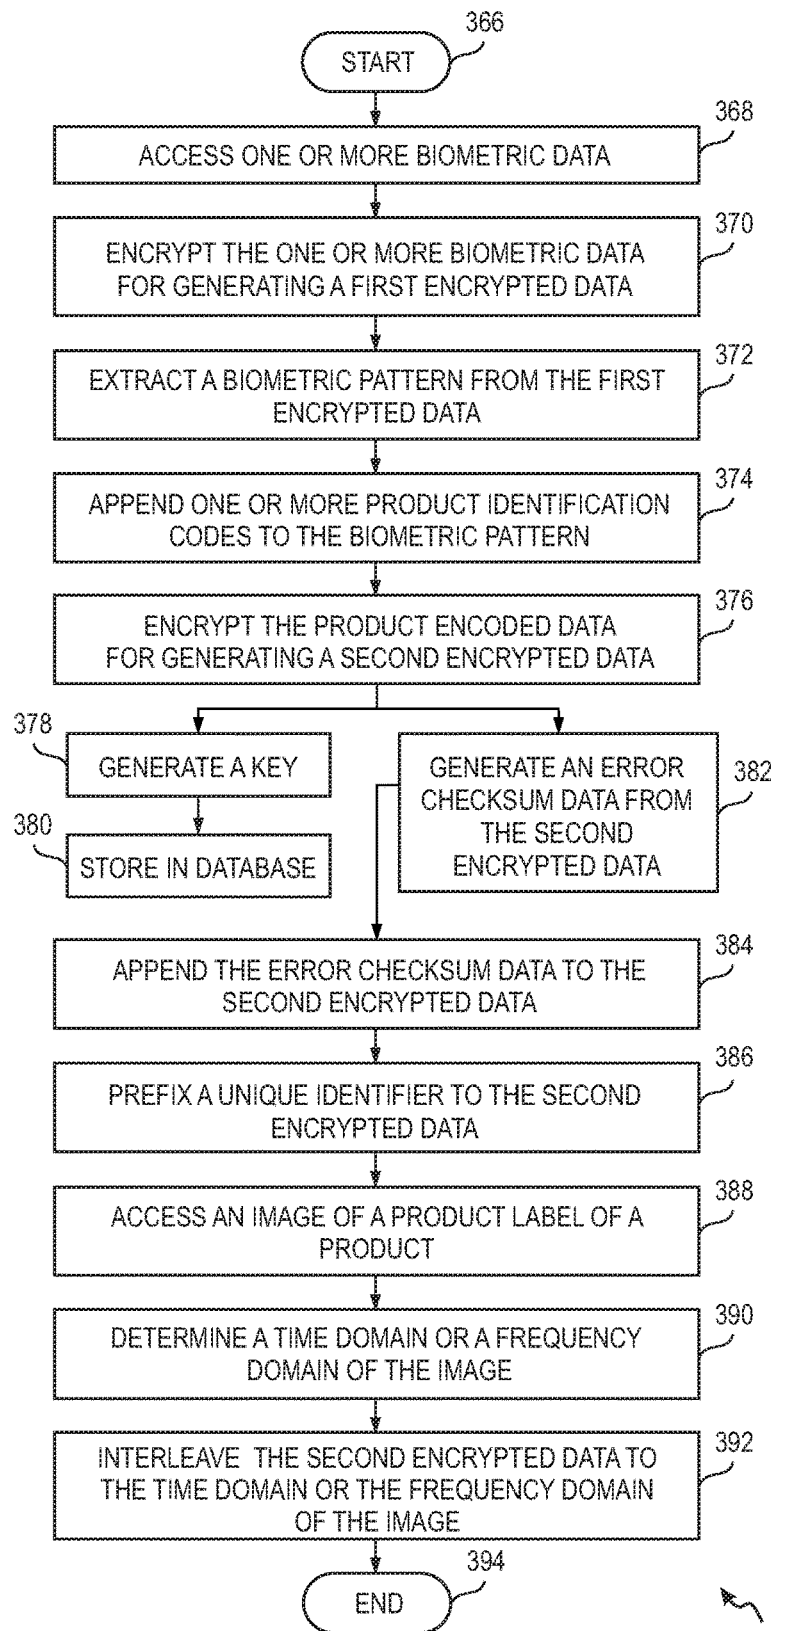 366
START
368
ACCESS ONE OR MORE BIOMETRIC DATA
370
ENCRYPT THE ONE OR MORE BIOMETRIC DATA
FOR GENERATING A FIRST ENCRYPTED DATA
372
EXTRACT A BIOMETRIC PATTERN FROM THE FIRST
ENCRYPTED DATA
374
APPEND ONE OR MORE PRODUCT IDENTIFICATION
CODES TO THE BIOMETRIC PATTERN
376
ENCRYPT THE PRODUCT ENCODED DATA
FOR GENERATING A SECOND ENCRYPTED DATA
378
GENERATE A KEY
380
STORE IN DATABASE
382
GENERATE AN ERROR
CHECKSUM DATA FROM
THE SECOND
ENCRYPTED DATA
384
APPEND THE ERROR CHECKSUM DATA TO THE
SECOND ENCRYPTED DATA
386
PREFIX A UNIQUE IDENTIFIER TO THE SECOND
ENCRYPTED DATA
388
ACCESS AN IMAGE OF A PRODUCT LABEL OF A
PRODUCT
390
DETERMINE A TIME DOMAIN OR A FREQUENCY
DOMAIN OF THE IMAGE
392
INTERLEAVE THE SECOND ENCRYPTED DATA TO
THE TIME DOMAIN OR THE FREQUENCY DOMAIN
OF THE IMAGE
394
END